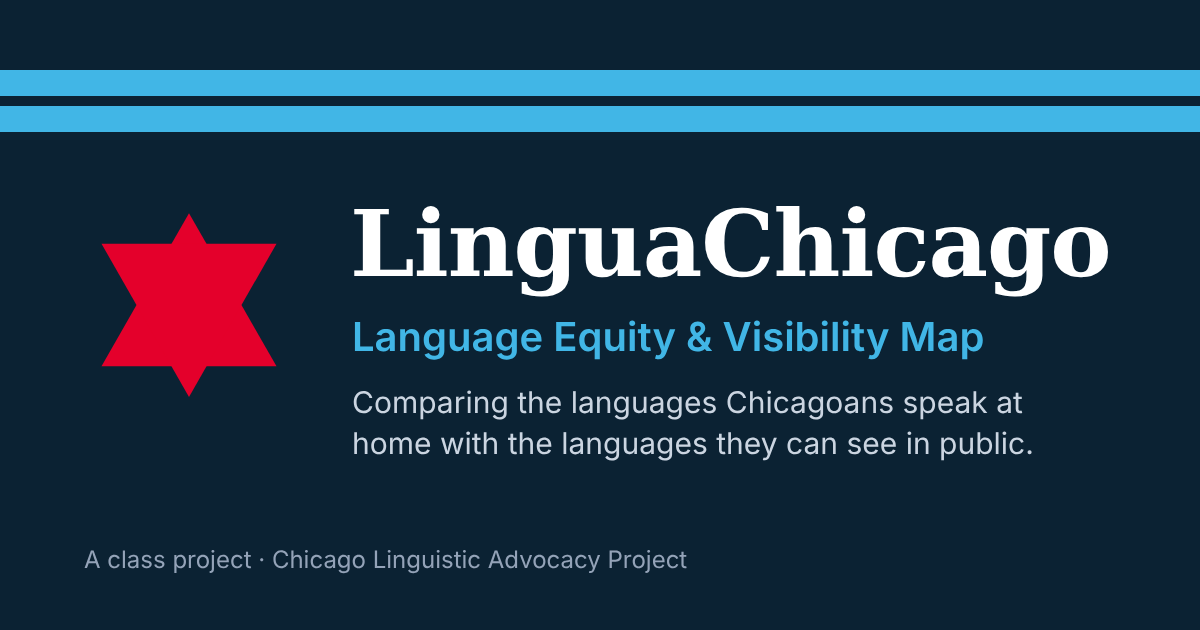 LinguaChicago
Language Equity & Visibility Map
Comparing the languages Chicagoans speak at
home with the languages they can see in public.
A class project · Chicago Linguistic Advocacy Project